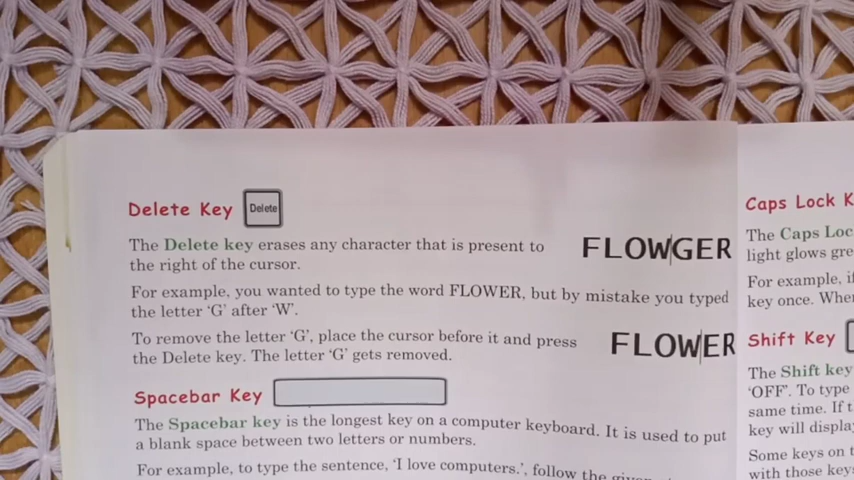 Delete Key Delete
The Delete key erases any character that is present to
the right of the cursor.
FLOWGER
For example, you wanted to type the word FLOWER, but by mistake you typed
the letter ‘G’ after ‘W’.
To remove the letter ‘G’, place the cursor before it and press
the Delete key. The letter ‘G’ gets removed.
FLOWER
Spacebar Key
The Spacebar key is the longest key on a computer keyboard. It is used to put
a blank space between two letters or numbers.
For example, to type the sentence, ‘I love computers.’, follow the
Caps Lock K
The Caps Loc
light glows gre
For example, if
key once. When
Shift Key
The Shift key
‘OFF’. To type
same time. If t
key will displa
Some keys on t
with those keys